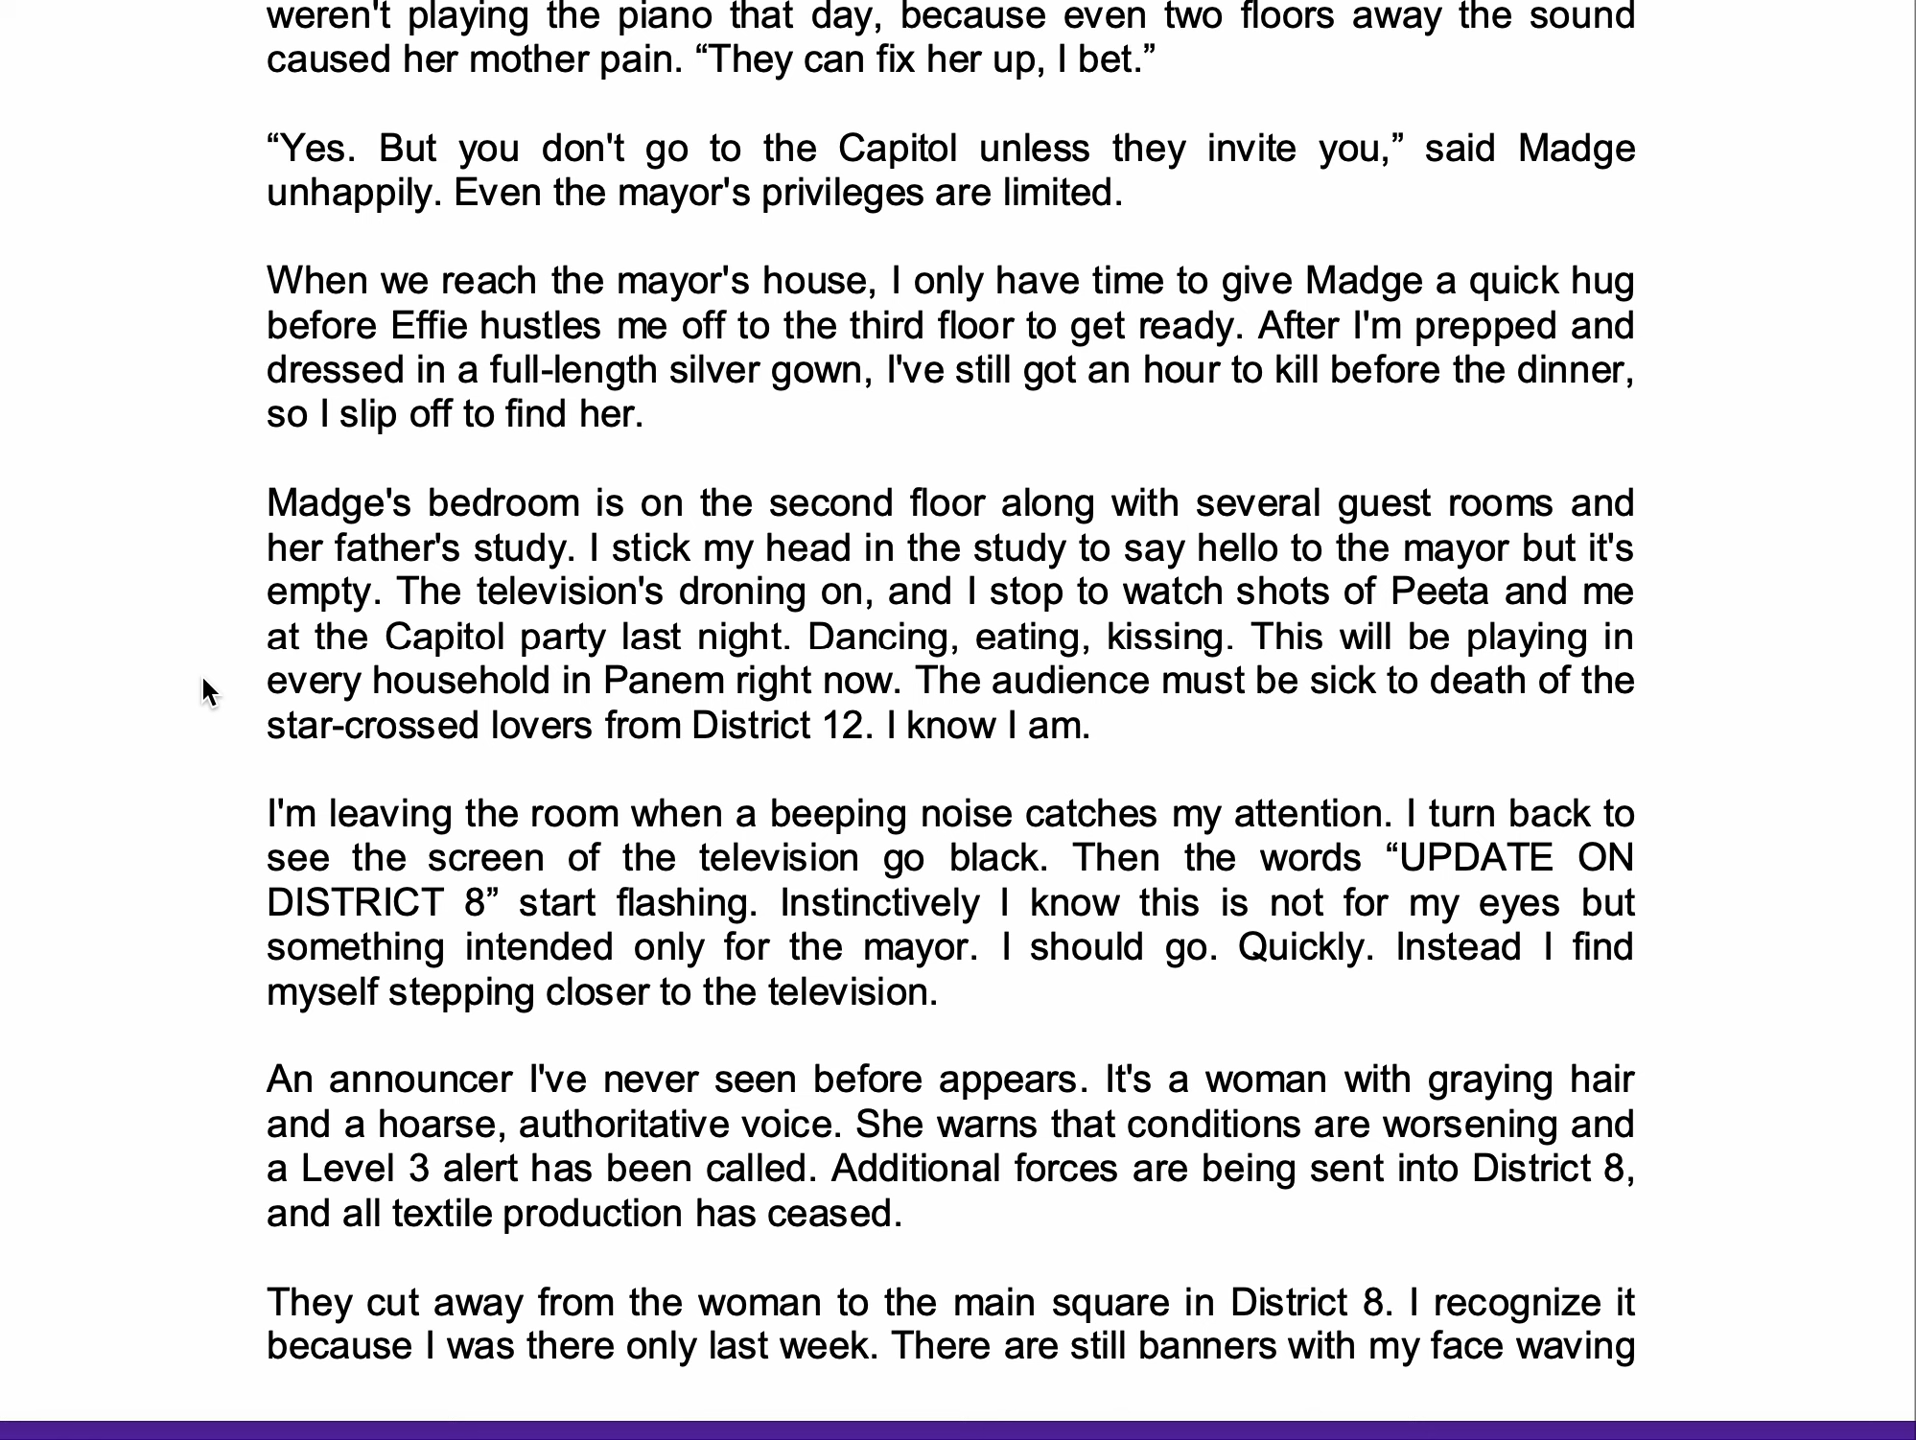 weren't playing the piano that day, because even two floors away the sound
caused her mother pain. “They can fix her up, I bet.”
“Yes. But you don't go to the Capitol unless they invite you,” said Madge
unhappily. Even the mayor's privileges are limited.
When we reach the mayor's house, I only have time to give Madge a quick hug
before Effie hustles me off to the third floor to get ready. After I'm prepped and
dressed in a full-length silver gown, I've still got an hour to kill before the dinner,
so I slip off to find her.
Madge's bedroom is on the second floor along with several guest rooms and
her father's study. I stick my head in the study to say hello to the mayor but it's
empty. The television's droning on, and I stop to watch shots of Peeta and me
at the Capitol party last night. Dancing, eating, kissing. This will be playing in
every household in Panem right now. The audience must be sick to death of the
star-crossed lovers from District 12. I know I am.
I'm leaving the room when a beeping noise catches my attention. I turn back to
see the screen of the television go black. Then the words “UPDATE ON
DISTRICT 8” start flashing. Instinctively I know this is not for my eyes but
something intended only for the mayor. I should go. Quickly. Instead I find
myself stepping closer to the television.
An announcer I've never seen before appears. It's a woman with graying hair
and a hoarse, authoritative voice. She warns that conditions are worsening and
a Level 3 alert has been called. Additional forces are being sent into District 8,
and all textile production has ceased.
They cut away from the woman to the main square in District 8. I recognize it
because I was there only last week. There are still banners with my face waving